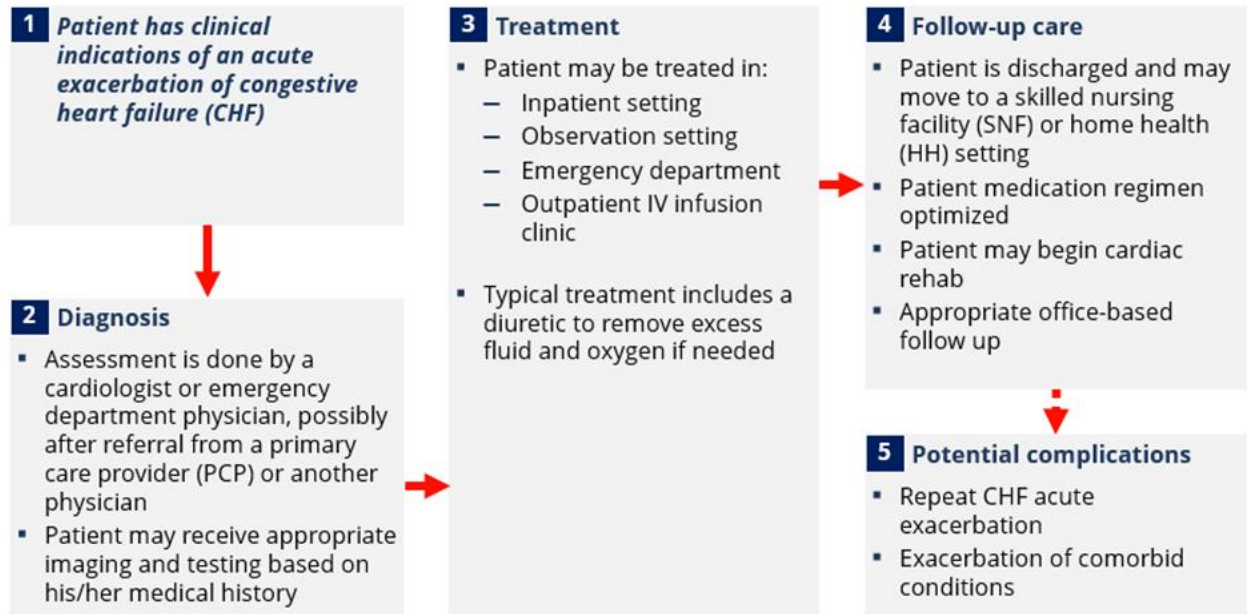 1 Patient has clinical
indications of an acute
exacerbation of congestive
heart failure (CHF)
2 Diagnosis
▪ Assessment is done by a
cardiologist or emergency
department physician, possibly
after referral from a primary
care provider (PCP) or another
physician
▪ Patient may receive appropriate
imaging and testing based on
his/her medical history
3 Treatment
▪ Patient may be treated in:
– Inpatient setting
– Observation setting
– Emergency department
– Outpatient IV infusion
clinic
▪ Typical treatment includes a
diuretic to remove excess
fluid and oxygen if needed
4 Follow-up care
▪ Patient is discharged and may
move to a skilled nursing
facility (SNF) or home health
(HH) setting
▪ Patient medication regimen
optimized
▪ Patient may begin cardiac
rehab
▪ Appropriate office-based
follow up
5 Potential complications
▪ Repeat CHF acute
exacerbation
▪ Exacerbation of comorbid
conditions